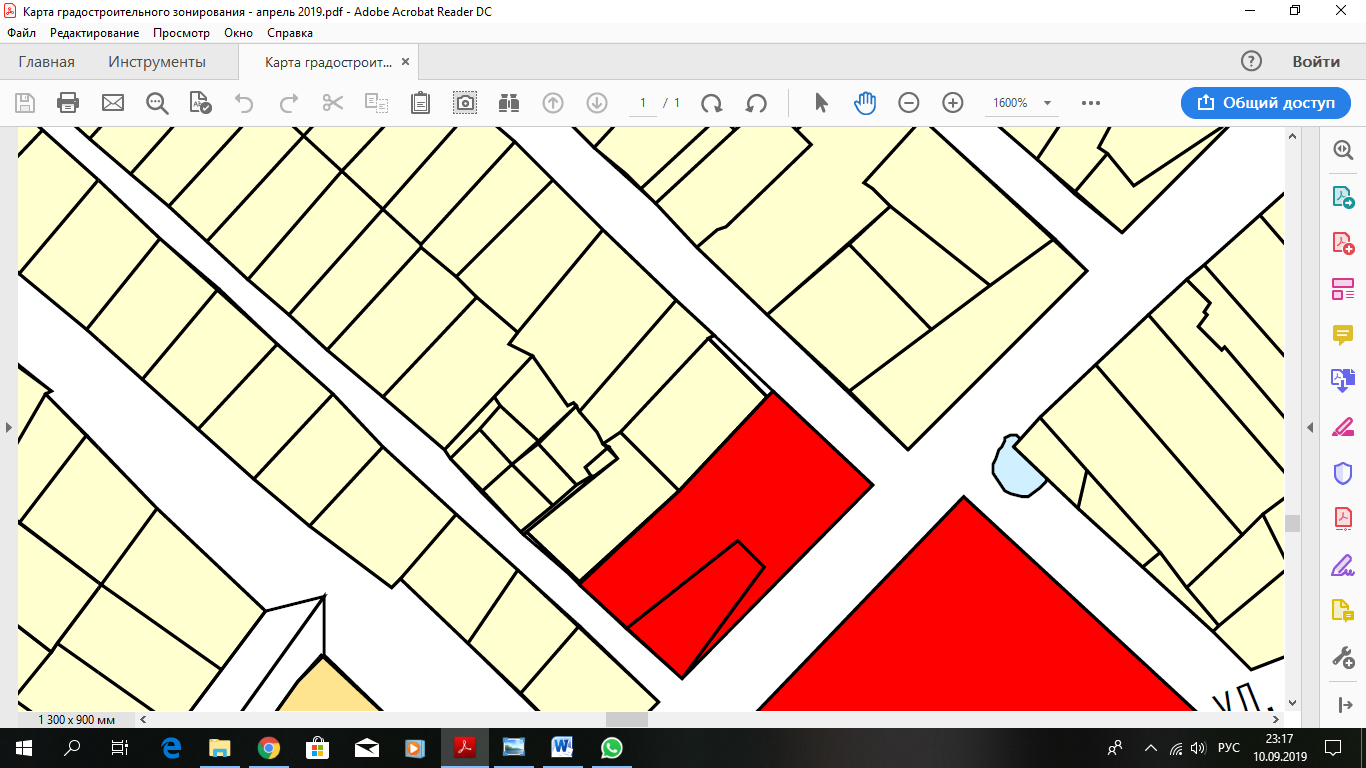 Карта градостроительного зонирования - апрель 2019.pdf - Adobe Acrobat Reader DC
Файл Редактирование Просмотр Окно Справка
Главная Инструменты Карта градостроит... × Войти
1 / 1 1600% Общий доступ
ул.
1 300 x 900 мм
РУС 23:17
10.09.2019